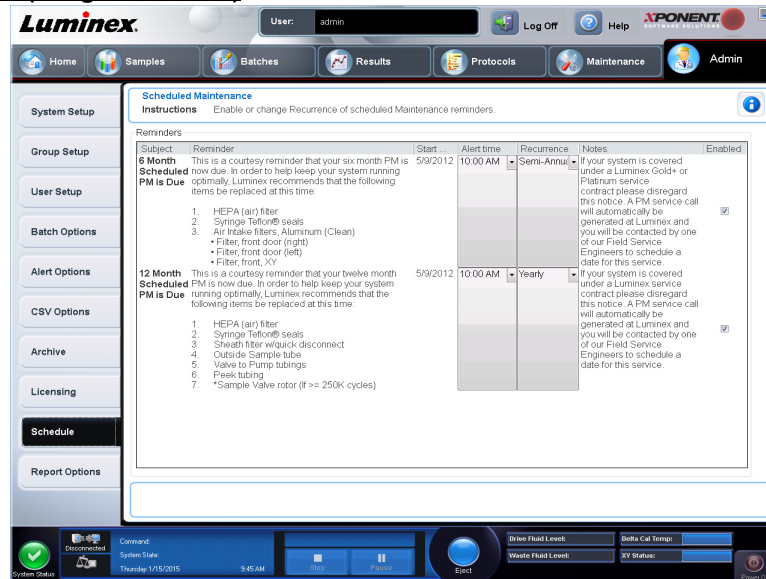 Luminex.
User:
admin
Log Off
Help
XPONENT.
SOFTWARE SOLUTIONS
Home
Samples
Batches
Results
Protocols
Maintenance
Admin
System Setup
Group Setup
User Setup
Batch Options
Alert Options
CSV Options
Archive
Licensing
Schedule
Report Options
Scheduled Maintenance
Instructions Enable or change Recurrence of scheduled Maintenance reminders.
Reminders
Subject Reminder Start ... Alert time Recurrence Notes Enabled
6 Month
Scheduled
PM is Due
This is a courtesy reminder that your six month PM is
now due. In order to help keep your system running
optimally, Luminex recommends that the following
items be replaced at this time:
1. HEPA (air) filter
2. Syringe Teflon® seals
3. Air Intake filters, Aluminum (Clean)
• Filter, front door (right)
• Filter, front door (left)
• Filter, front, XY
5/9/2012
10:00 AM
Semi-Annua
If your system is covered
under a Luminex Gold+ or
Platinum service
contract please disregard
this notice. A PM service call
will automatically be
generated at Luminex and
you will be contacted by one
of our Field Service
Engineers to schedule a
date for this service.
12 Month
Scheduled
PM is Due
This is a courtesy reminder that your twelve month
PM is now due. In order to help keep your system
running optimally, Luminex recommends that the
following items be replaced at this time:
1. HEPA (air) filter
2. Syringe Teflon® seals
3. Sheath filter w/quick disconnect
4. Outside Sample tube
5. Valve to Pump tubings
6. Peek tubing
7. *Sample Valve rotor (If >= 250K cycles)
5/9/2012
10:00 AM
Yearly
If your system is covered
under a Luminex service
contract please disregard
this notice. A PM service call
will automatically be
generated at Luminex and
you will be contacted by one
of our Field Service
Engineers to schedule a
date for this service.
System Status
Disconnected
Command:
System State:
Thursday 1/15/2015 9:45 AM
Stop
Pause
Eject
Drive Fluid Level:
Waste Fluid Level:
Delta Cal Temp:
XY Status: